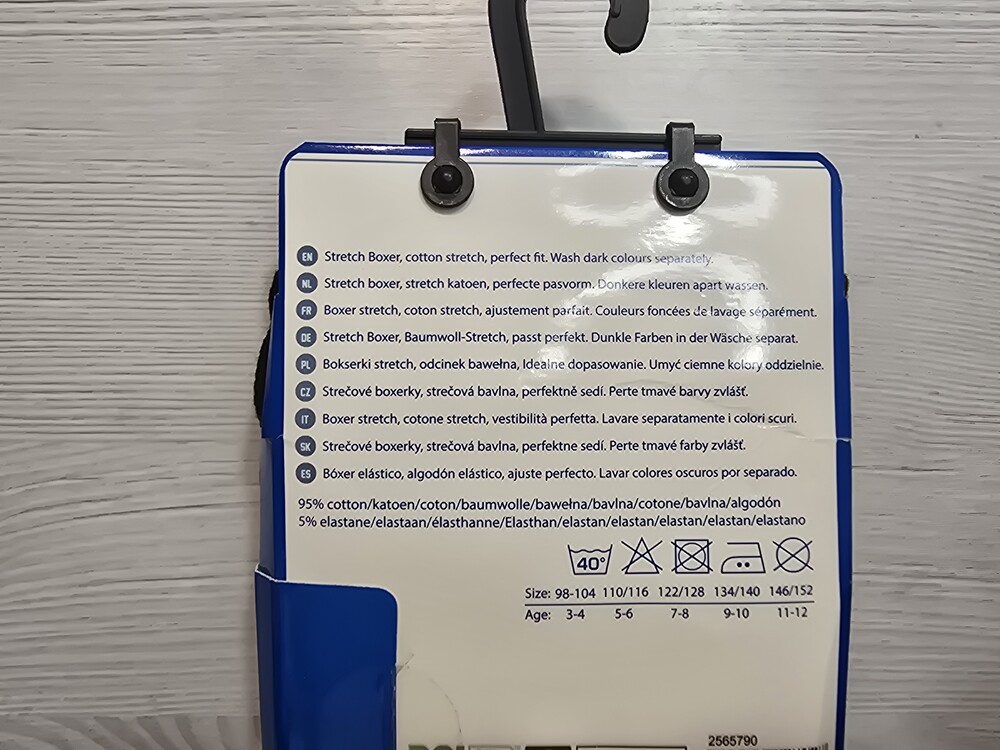 EN Stretch Boxer, cotton stretch, perfect fit. Wash dark colours separately.
NL Stretch boxer, stretch katoen, perfecte pasvorm. Donkere kleuren apart wassen.
FR Boxer stretch, coton stretch, ajustement parfait. Couleurs foncées de lavage séparément.
DE Stretch Boxer, Baumwoll-Stretch, passt perfekt. Dunkle Farben in der Wäsche separat.
PL Bokserki stretch, odcinek bawełna, Idealne dopasowanie. Umyć ciemne kolory oddzielnie.
CZ Strečové boxerky, strečová bavlna, perfektně sedí. Perte tmavé barvy zvlášť.
IT Boxer stretch, cotone stretch, vestibilità perfetta. Lavare separatamente i colori scuri.
SK Strečové boxerky, strečová bavlna, perfektne sedí. Perte tmavé farby zvlášť.
ES Bóxer elástico, algodón elástico, ajuste perfecto. Lavar colores oscuros por separado.
95% cotton/katoen/coton/baumwolle/bawełna/bavlna/cotone/bavlna/algodón
5% elastane/elastaan/élasthanne/Elasthan/elastan/elastan/elastan/elastan/elastano
40°
Size: 98-104 110/116 122/128 134/140 146/152
Age: 3-4 5-6 7-8 9-10 11-12
2565790